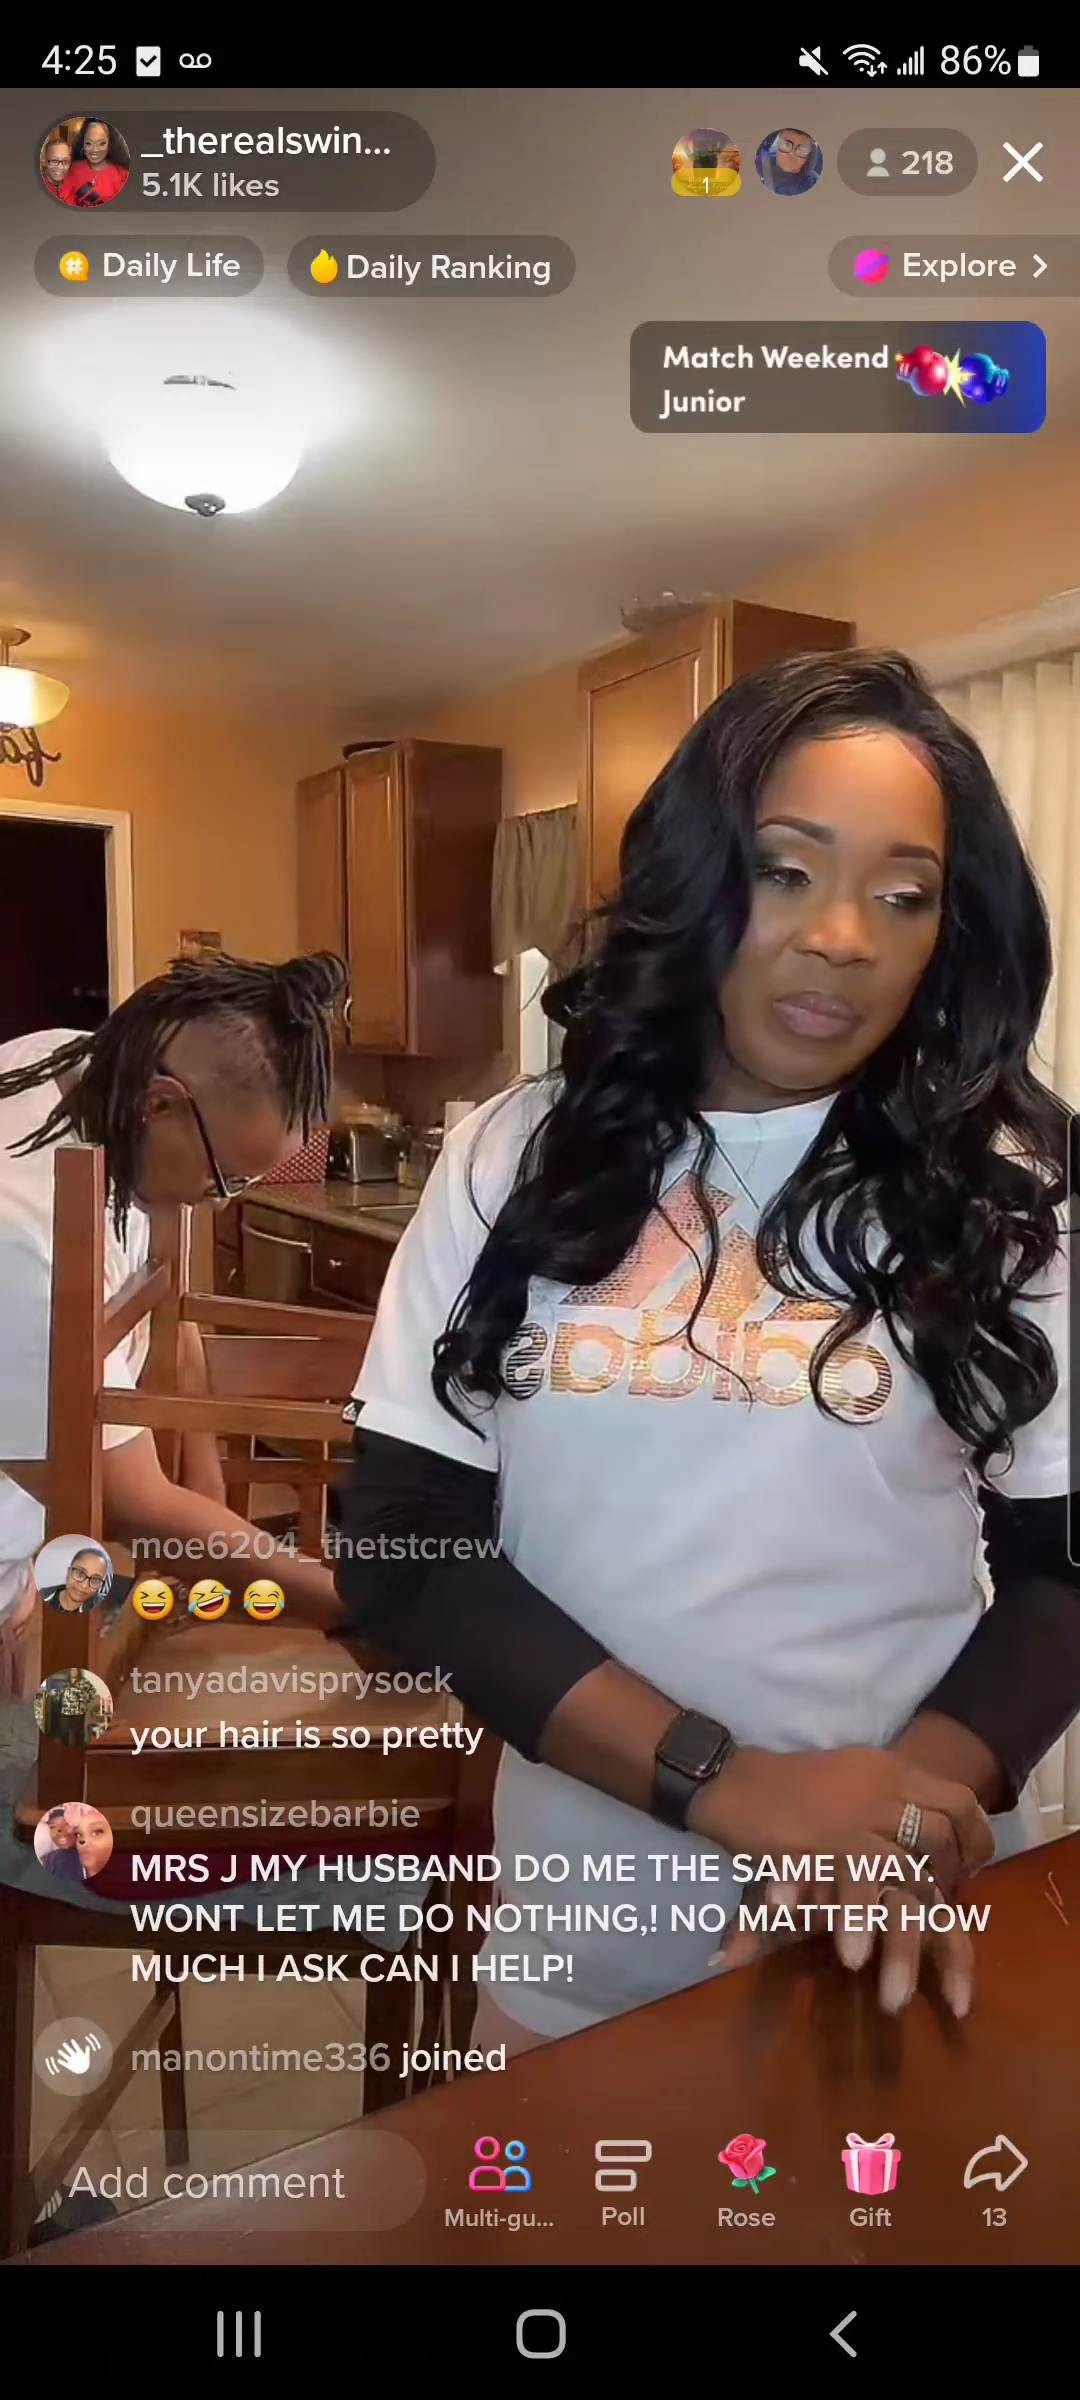 4:25
86%
_therealswin...
5.1K likes
1
218
Daily Life
Daily Ranking
Explore
Match Weekend
Junior
adidas
moe6204_thetstcrew
😆🤣😂
tanyadavisprysock
your hair is so pretty
queensizebarbie
MRS J MY HUSBAND DO ME THE SAME WAY.
WONT LET ME DO NOTHING,! NO MATTER HOW
MUCH I ASK CAN I HELP!
manontime336 joined
Add comment
Multi-gu...
Poll
Rose
Gift
13